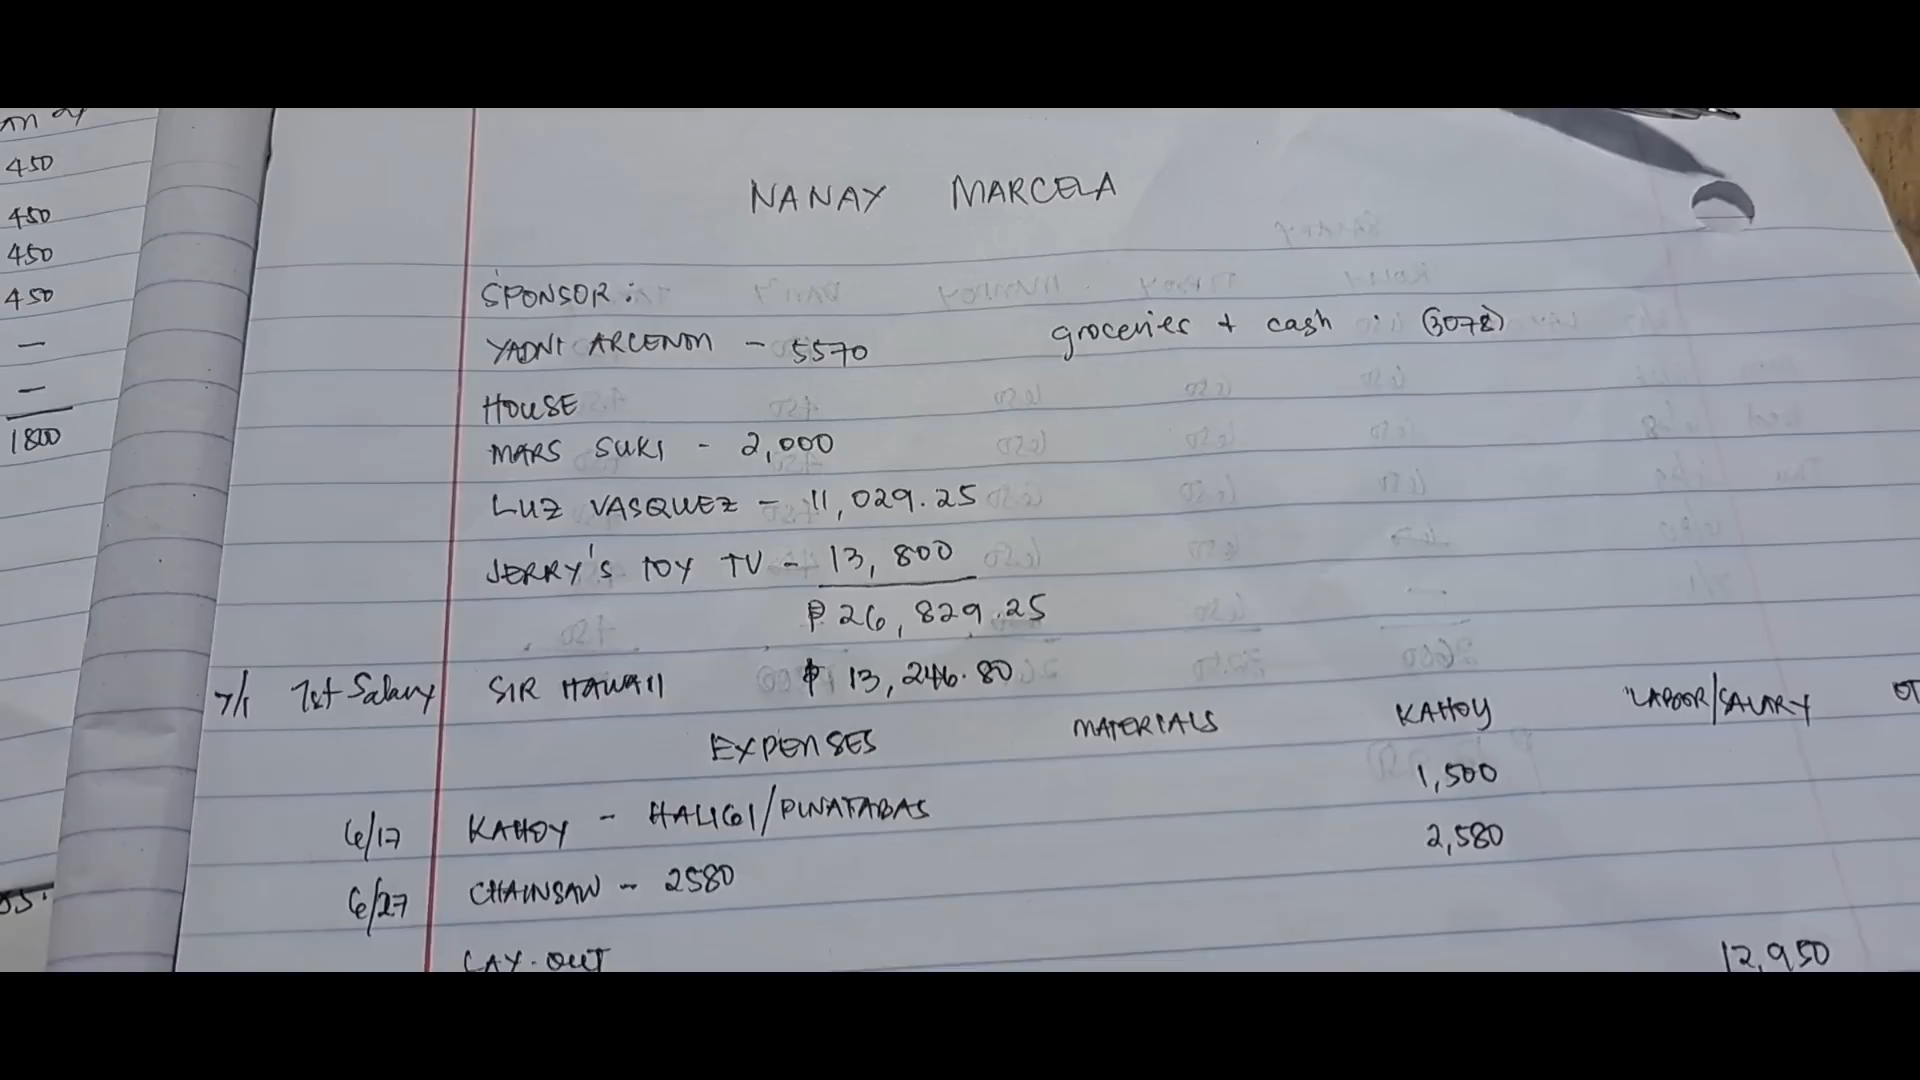 450
450
450
450
—
—
1800
NANAY MARCELA
SPONSOR :
YADNI ARCENON - 5570 groceries + cash : (3078)
HOUSE
MARS SUKI - 2,000
LUZ VASQUEZ - 11,029.25
JERRY'S TOY TV - 13,800
₱ 26,829.25
7/1 1st Salary SIR HAWAII ₱ 13,246.80
EXPENSES MATERIALS KAHOY LABOR/SALARY OT
6/17 KAHOY - HALIGI/PINATABAS 1,500
6/27 CHAINSAW - 2580 2,580
LAY-OUT 12,950